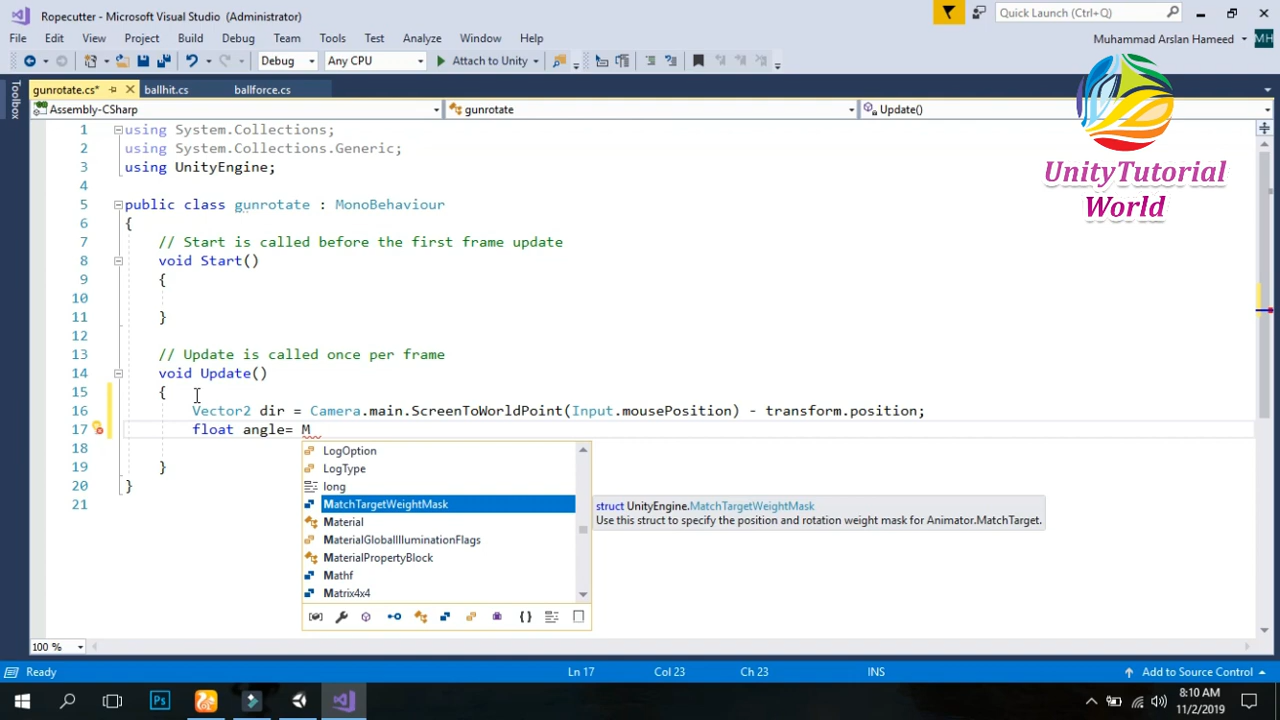 Ropecutter - Microsoft Visual Studio (Administrator)
Quick Launch (Ctrl+Q)
File Edit View Project Build Debug Team Tools Test Analyze Window Help
Muhammad Arslan Hameed MH
Debug Any CPU Attach to Unity
Toolbox
gunrotate.cs* ballhit.cs ballforce.cs
Assembly-CSharp gunrotate Update()
UnityTutorial
World
1 using System.Collections;
2 using System.Collections.Generic;
3 using UnityEngine;
4
5 public class gunrotate : MonoBehaviour
6 {
7 // Start is called before the first frame update
8 void Start()
9 {
10
11 }
12
13 // Update is called once per frame
14 void Update()
15 {
16 Vector2 dir = Camera.main.ScreenToWorldPoint(Input.mousePosition) - transform.position;
17 float angle= M
18
19 }
20 }
21
LogOption
LogType
long
MatchTargetWeightMask
Material
MaterialGlobalIlluminationFlags
MaterialPropertyBlock
Mathf
Matrix4x4
struct UnityEngine.MatchTargetWeightMask
Use this struct to specify the position and rotation weight mask for Animator.MatchTarget.
100 %
Ready Ln 17 Col 23 Ch 23 INS Add to Source Control
Ps
8:10 AM
11/2/2019